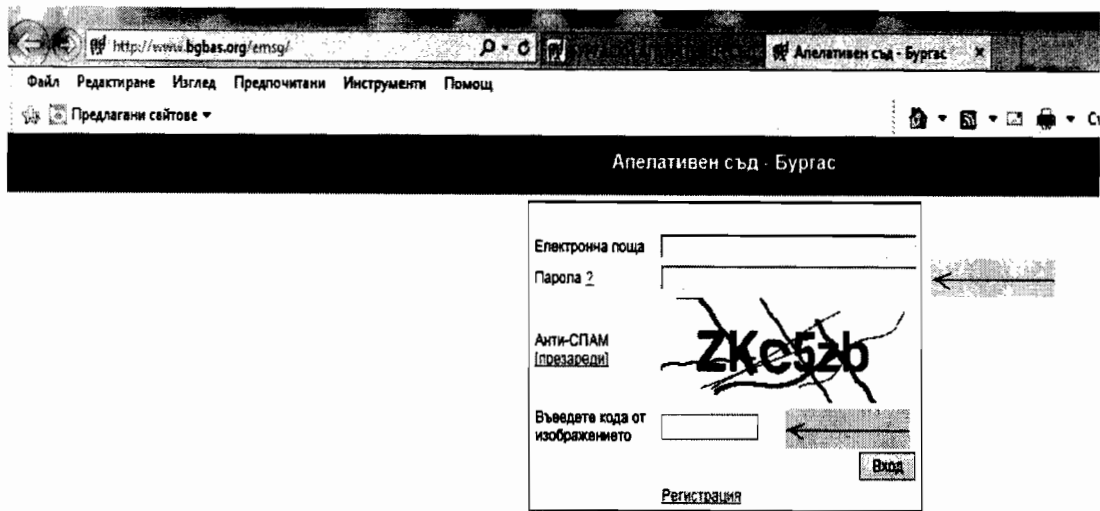 http://www.bgbas.org/emsg/
Апелативен съд - Бургас ×
Файл Редактиране Изглед Предпочитани Инструменти Помощ
Предлагани сайтове
Апелативен съд - Бургас
Електронна поща
Парола ?
ZKc5zb
Анти-СПАМ
[презареди]
Въведете кода от
изображението
Вход
Регистрация